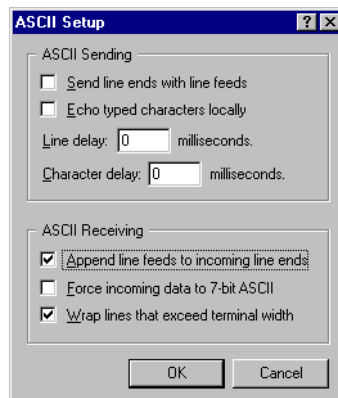 ASCII Setup
ASCII Sending
Send line ends with line feeds
Echo typed characters locally
Line delay: 0 milliseconds.
Character delay: 0 milliseconds.
ASCII Receiving
Append line feeds to incoming line ends
Force incoming data to 7-bit ASCII
Wrap lines that exceed terminal width
OK Cancel